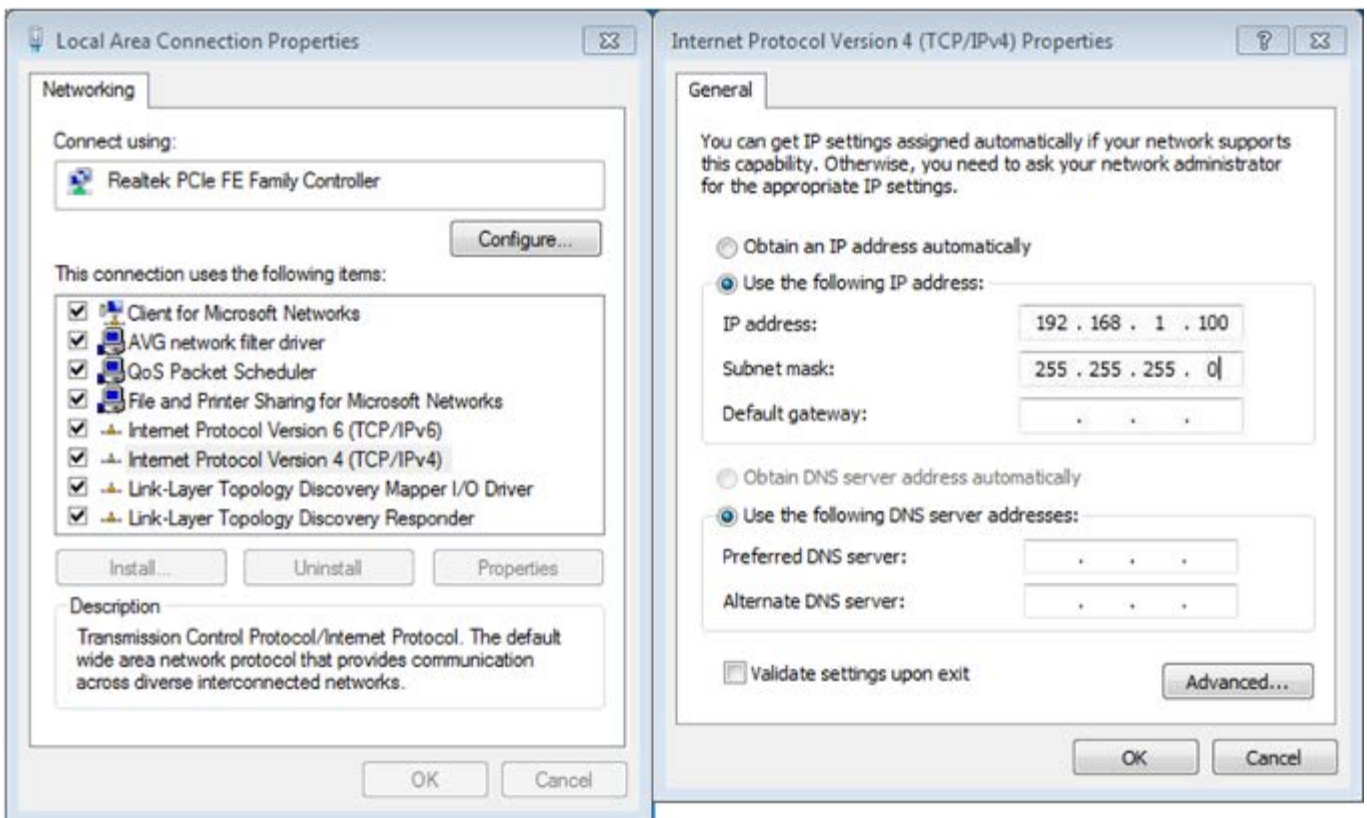 Local Area Connection Properties
Networking
Connect using:
Realtek PCIe FE Family Controller
Configure...
This connection uses the following items:
Client for Microsoft Networks
AVG network filter driver
QoS Packet Scheduler
File and Printer Sharing for Microsoft Networks
Internet Protocol Version 6 (TCP/IPv6)
Internet Protocol Version 4 (TCP/IPv4)
Link-Layer Topology Discovery Mapper I/O Driver
Link-Layer Topology Discovery Responder
Install... Uninstall Properties
Description
Transmission Control Protocol/Internet Protocol. The default
wide area network protocol that provides communication
across diverse interconnected networks.
OK Cancel
Internet Protocol Version 4 (TCP/IPv4) Properties
General
You can get IP settings assigned automatically if your network supports
this capability. Otherwise, you need to ask your network administrator
for the appropriate IP settings.
Obtain an IP address automatically
Use the following IP address:
IP address: 192 . 168 . 1 . 100
Subnet mask: 255 . 255 . 255 . 0
Default gateway: . . .
Obtain DNS server address automatically
Use the following DNS server addresses:
Preferred DNS server: . . .
Alternate DNS server: . . .
Validate settings upon exit
Advanced...
OK Cancel